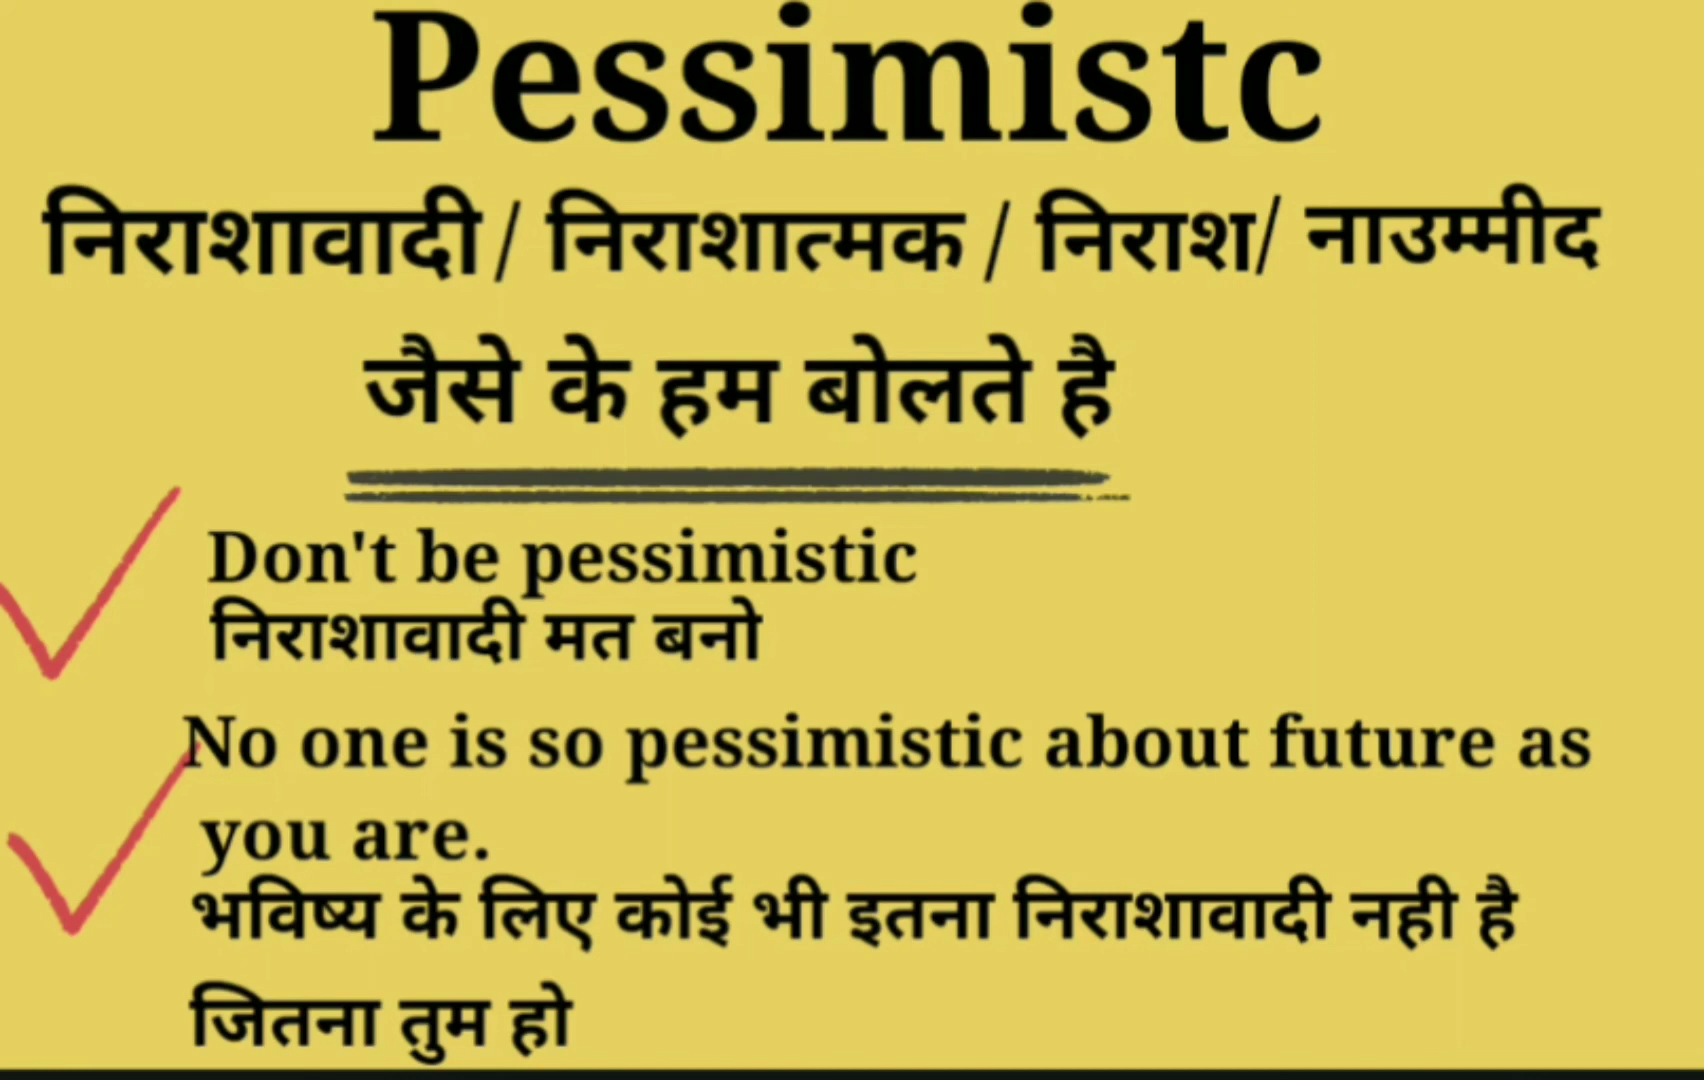 Pessimistc
निराशावादी / निराशात्मक / निराश/ नाउम्मीद
जैसे के हम बोलते है
Don't be pessimistic
निराशावादी मत बनो
No one is so pessimistic about future as
you are.
भविष्य के लिए कोई भी इतना निराशावादी नही है
जितना तुम हो